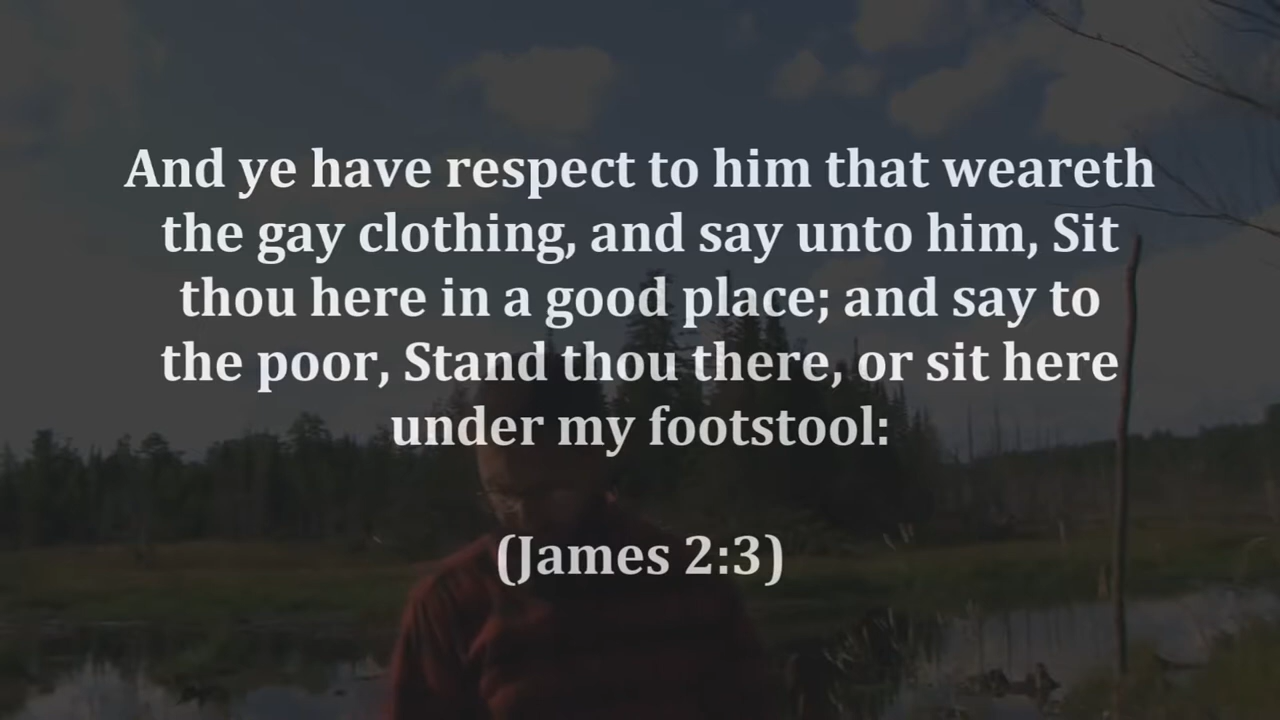 And ye have respect to him that weareth
the gay clothing, and say unto him, Sit
thou here in a good place; and say to
the poor, Stand thou there, or sit here
under my footstool:
(James 2:3)